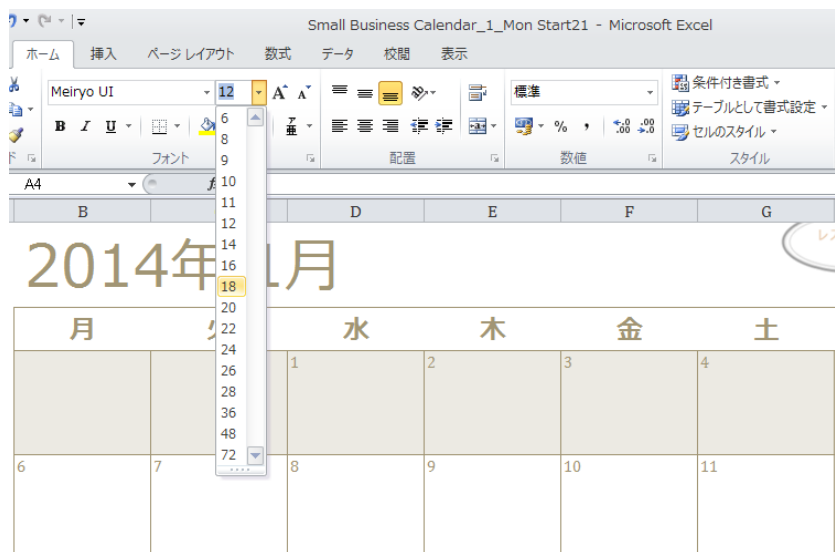 Small Business Calendar_1_Mon Start21 - Microsoft Excel
ホーム 挿入 ページ レイアウト 数式 データ 校閲 表示
Meiryo UI 12 A A 標準 条件付き書式
テーブルとして書式設定
B I U 亜 % , .00 .0 セルのスタイル
ド フォント 配置 数値 スタイル
A4
B D E F G
2014年 1月
月 水 木 金 土
1 2 3 4
6 7 8 9 10 11
6
8
9
10
11
12
14
16
18
20
22
24
26
28
36
48
72